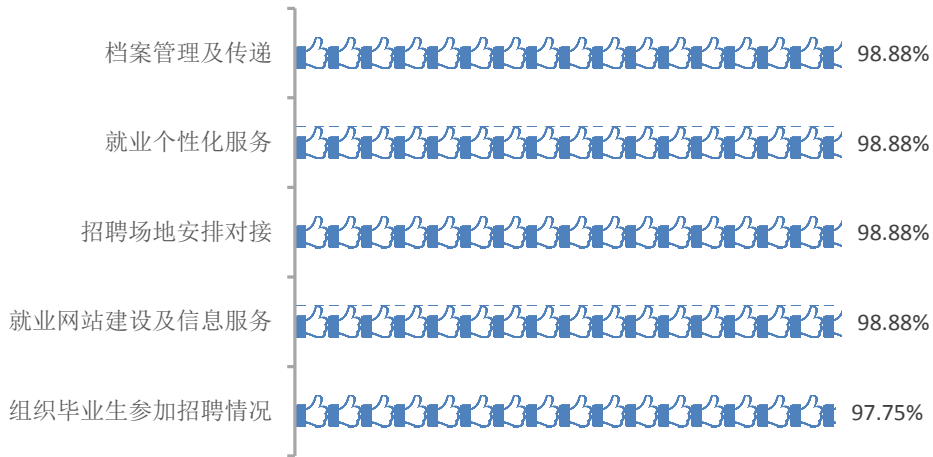 档案管理及传递 98.88%
就业个性化服务 98.88%
招聘场地安排对接 98.88%
就业网站建设及信息服务 98.88%
组织毕业生参加招聘情况 97.75%